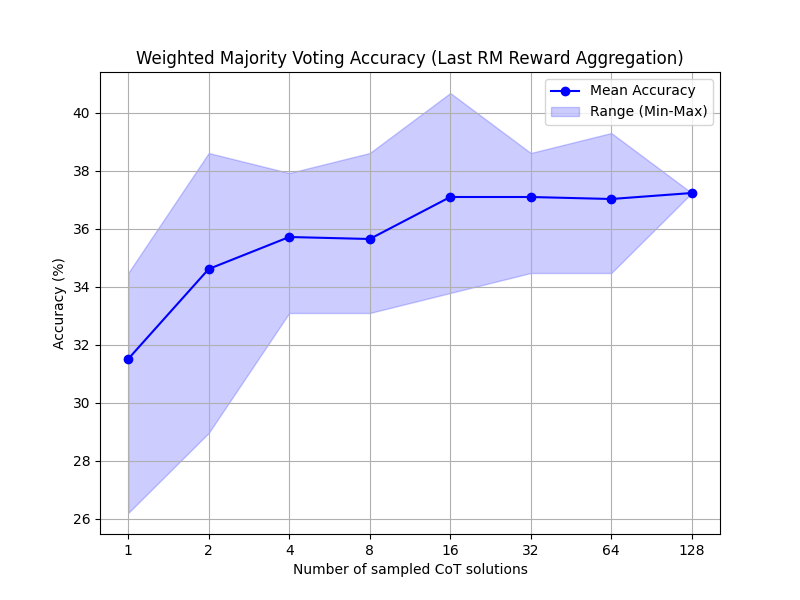 Weighted Majority Voting Accuracy (Last RM Reward Aggregation)
Mean Accuracy
Range (Min-Max)
Accuracy (%)
40
38
36
34
32
30
28
26
1 2 4 8 16 32 64 128
Number of sampled CoT solutions